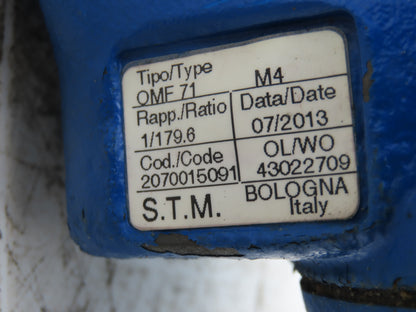 Tipo/Type
OMF 71 M4
Rapp./Ratio Data/Date
1/179.6 07/2013
Cod./Code OL/WO
2070015091 43022709
S.T.M. BOLOGNA
Italy